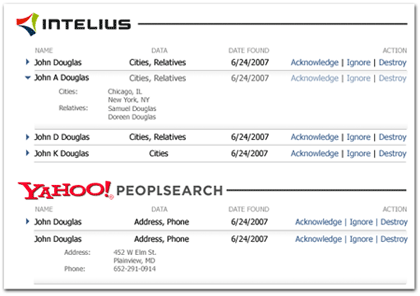 INTELIUS
NAME DATA DATE FOUND ACTION
John Douglas Cities, Relatives 6/24/2007 Acknowledge | Ignore | Destroy
John A Douglas Cities, Relatives 6/24/2007 Acknowledge | Ignore | Destroy
Cities: Chicago, IL
New York, NY
Relatives: Samuel Douglas
Doreen Douglas
John D Douglas Cities, Relatives 6/24/2007 Acknowledge | Ignore | Destroy
John K Douglas Cities 6/24/2007 Acknowledge | Ignore | Destroy
YAHOO! PEOPLSEARCH
NAME DATA DATE FOUND ACTION
John Douglas Address, Phone 6/24/2007 Acknowledge | Ignore | Destroy
John Douglas Address, Phone 6/24/2007 Acknowledge | Ignore | Destroy
Address: 452 W Elm St.
Plainview, MD
Phone: 652-291-0914